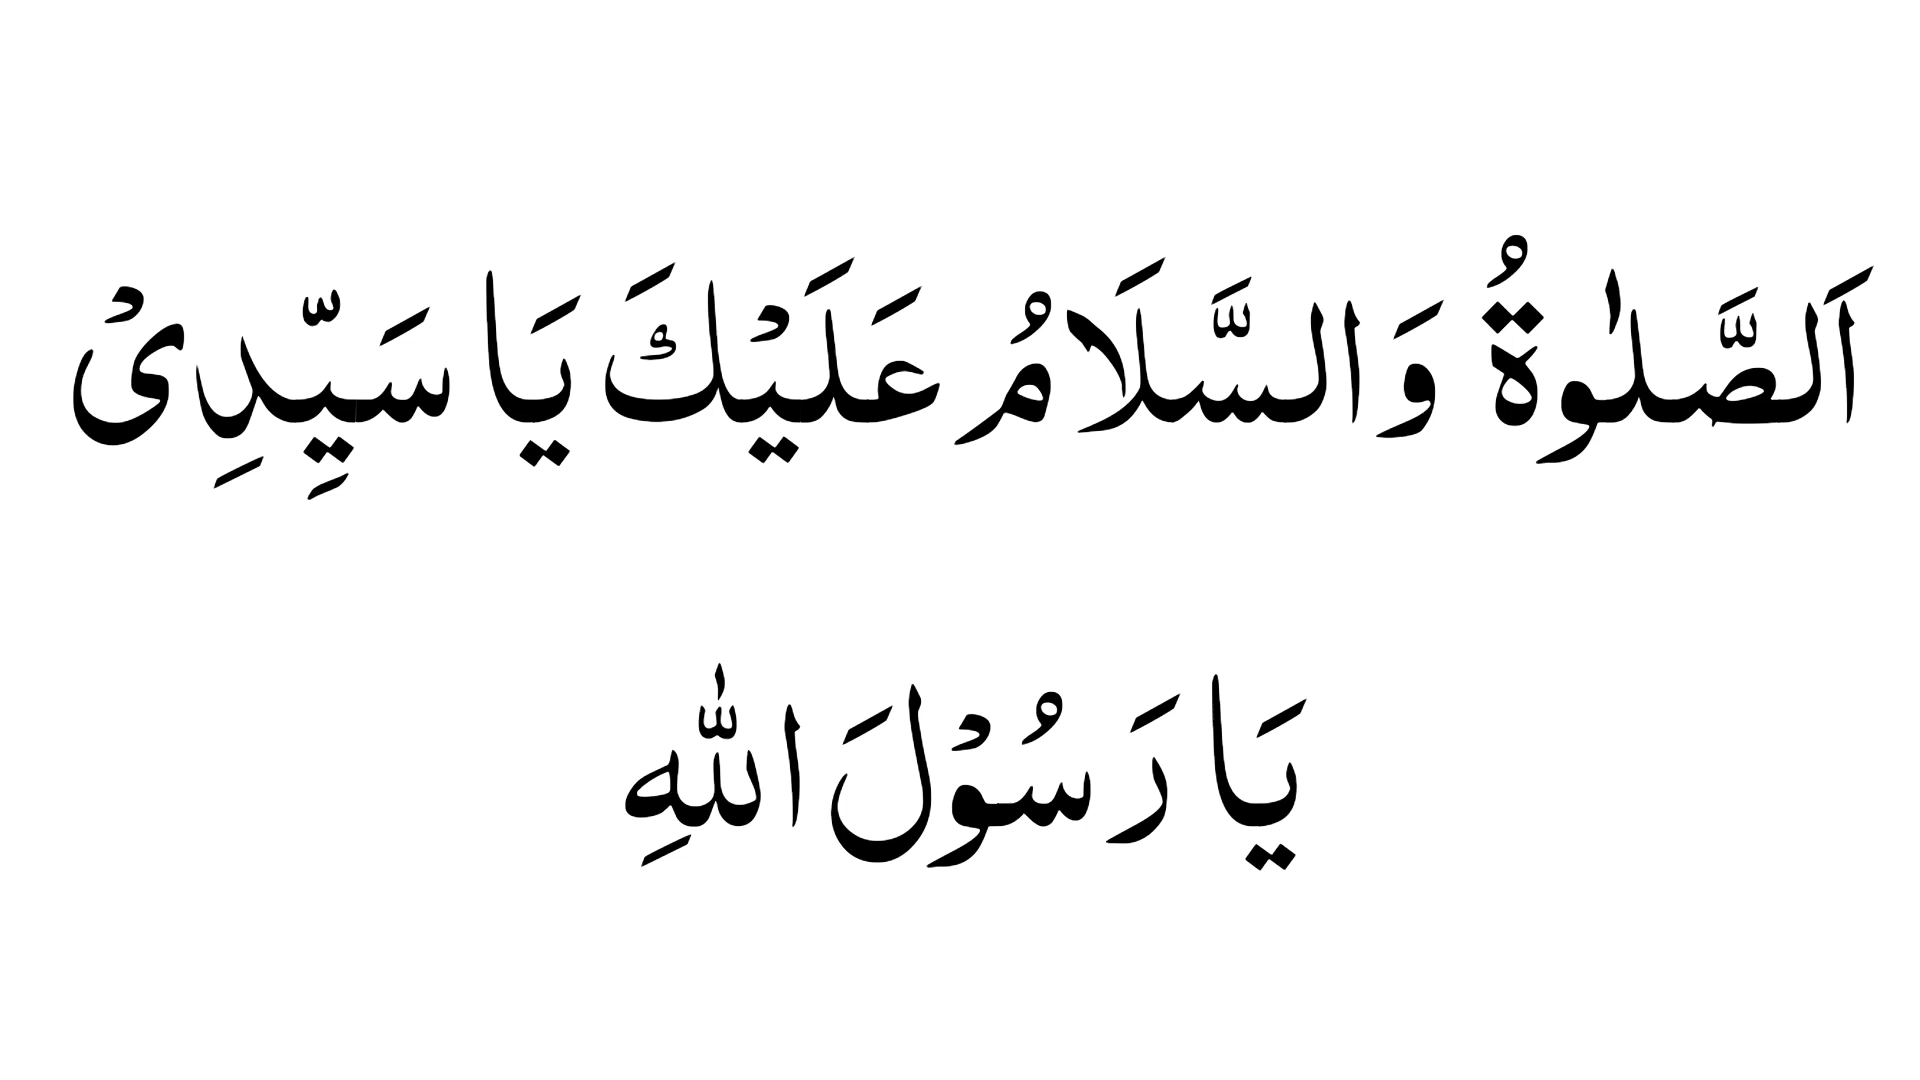 اَلصَّلٰوةُ وَالسَّلَامُ عَلَيْكَ يَا سَيِّدِىْ
يَا رَسُوْلَ اللّٰهِ